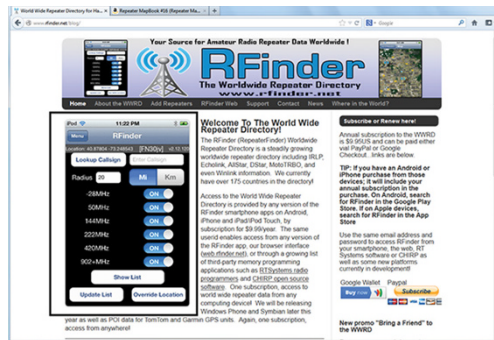 World Wide Repeater Directory for Ha...
Repeater MapBook #16 (Repeater Ma...
www.rfinder.net/blog/
Google
Your Source for Amateur Radio Repeater Data Worldwide !
RFinder
The Worldwide Repeater Directory
www.rfinder.net
Home About the WWRD Add Repeaters RFinder Web Support Contact News Where in the World?
iPod 11:22 PM
Menu RFinder
[FN30(v)]
Lookup Callsign Enter Callsign
Radius 20 Mi Km
-28MHz ON
50MHz ON
144MHz ON
222MHz ON
420MHz ON
902+MHz ON
Show List
Update List Override Location
Welcome To The World Wide
Repeater Directory!
The RFinder (RepeaterFinder) Worldwide
Repeater Directory is a steadily growing
worldwide repeater directory including IRLP,
Echolink, AllStar, DStar, MotoTRBO, and
even Winlink information. We currently
have over 175 countries in the directory!
Access to the World Wide Repeater
Directory is provided by any version of the
RFinder smartphone apps on Android,
iPhone and iPad/iPod Touch, by
subscription for $9.99/year. The same
userid enables access from any version of
the RFinder app, our browser interface
(web.rfinder.net), or through a growing list
of third-party memory programming
applications such as RTSystems radio
programmers and CHIRP open source
software. One subscription, access to
world wide repeater data from any
computing device! We will be releasing
Windows Phone and Symbian later this
year as well as POI data for TomTom and Garmin GPS units. Again, one subscription,
access from anywhere!
Subscribe or Renew here!
Annual subscription to the WWRD
is $9.95US and can be paid either
via PayPal or Google
Checkout ..links are below.
TIP: If you have an Android or
iPhone purchase from those
devices; it will include your
annual subscription in the
purchase. On Android, search
for RFinder in the Google Play
Store. If on Apple devices,
search for RFinder in the App
Store
Use the same email address and
password to access RFinder from
your smartphone, the web, RT
Systems software or CHIRP as
well as some new platforms
currently in development!
Google Wallet Paypal
Buy now Subscribe
New promo "Bring a Friend" to
the WWRD